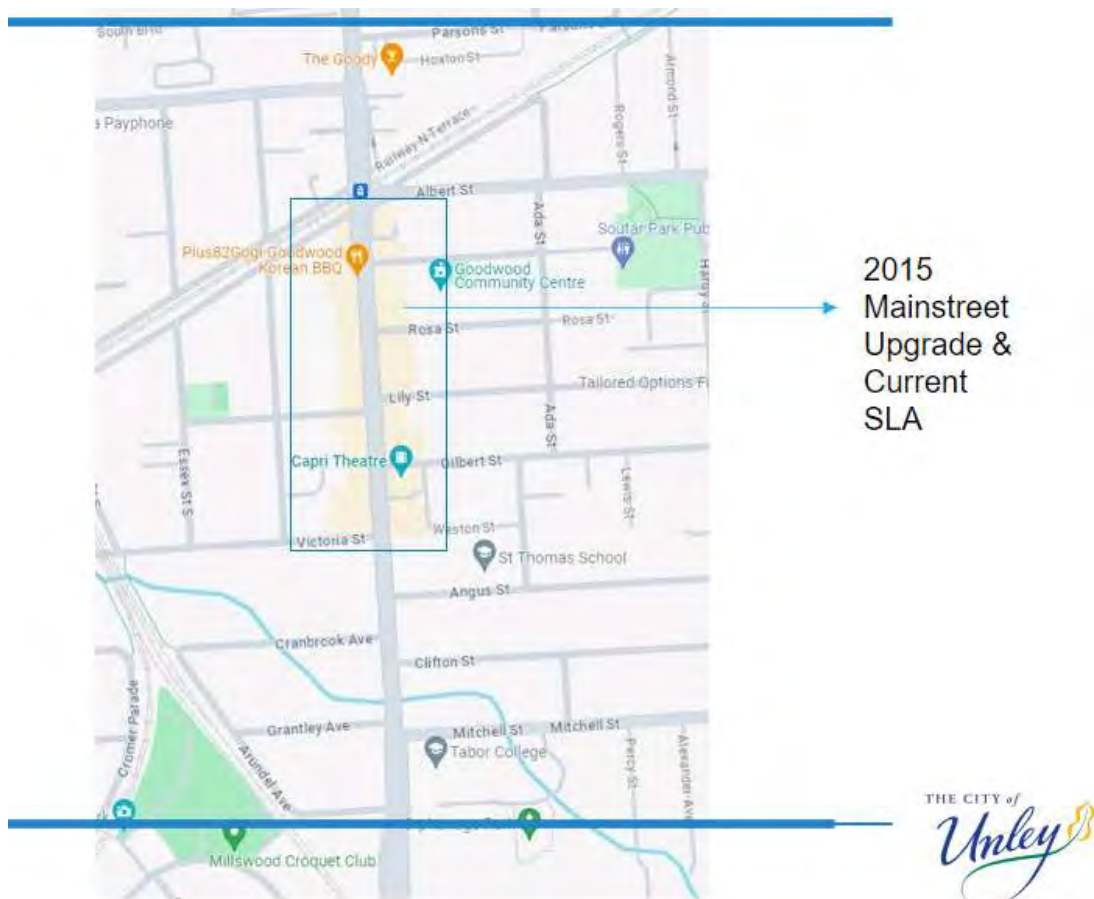 South Blvd
Parsons St
The Goody
Hoxton St
Armond St
a Payphone
Rogers St
Railway N Terrace
Albert St
Ada St
Soutar Park Pub
Plus82Gogi Goodwood
Korean BBQ
Goodwood
Community Centre
Rosa St
Rosa St
Lily St
Tailored Options F
Ada St
Essex St S
Capri Theatre
Gilbert St
Lewis St
Weston St
Victoria St
St Thomas School
Angus St
Cranbrook Ave
Clifton St
Cromer Parade
Grantley Ave
Arundel Ave
Mitchell St
Mitchell St
Tabor College
Percy St
Alexander Ave
Millswood Croquet Club
2015
Mainstreet
Upgrade &
Current
SLA
THE CITY of
Unley